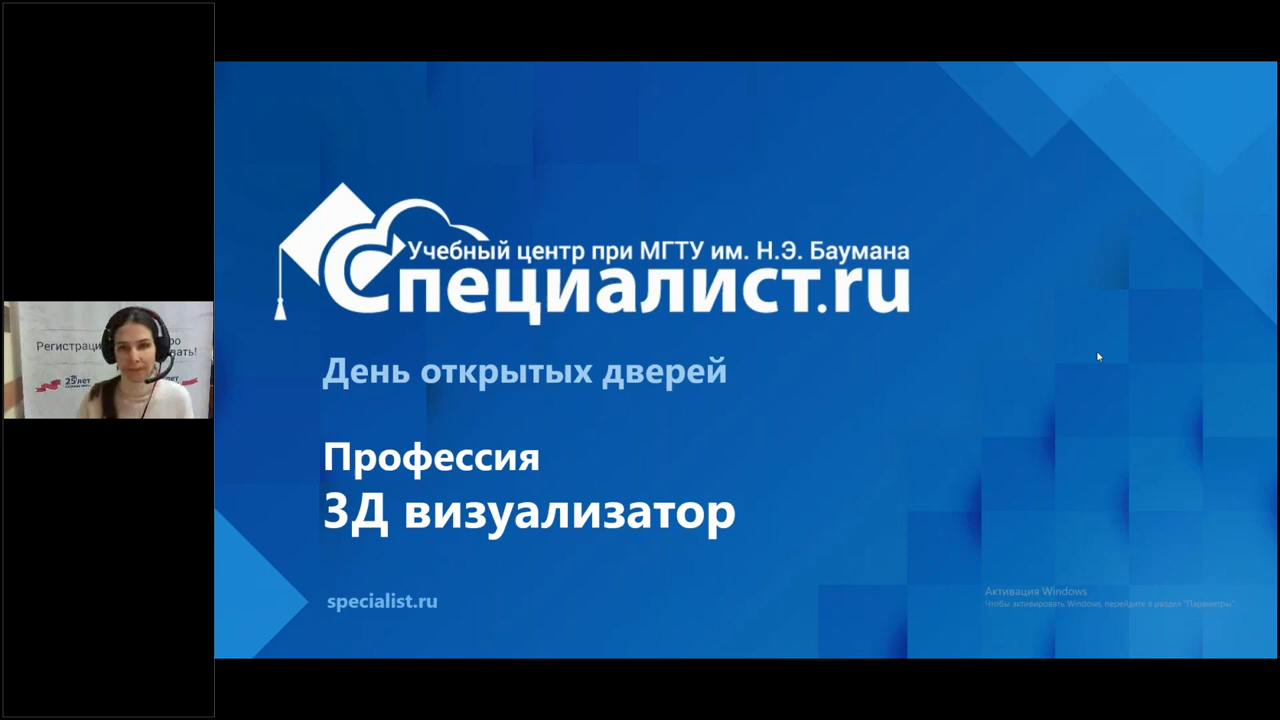 Учебный центр при МГТУ им. Н.Э. Баумана
Специалист.ru
День открытых дверей
Профессия
3Д визуализатор
specialist.ru
Активация Windows
Чтобы активировать Windows, перейдите в раздел "Параметры".
Регистраци
25 лет